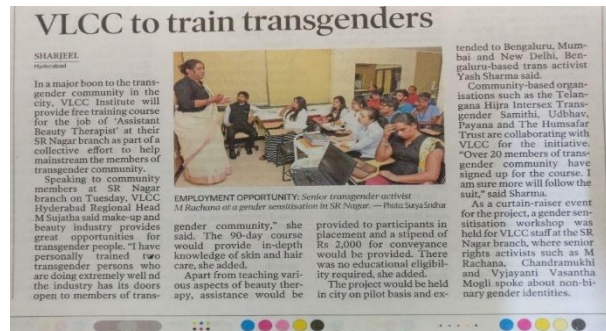 VLCC to train transgenders
SHARJEEL
Hyderabad
In a major boon to the trans-
gender community in the
city, VLCC Institute will
provide free training course
for the job of ‘Assistant
Beauty Therapist’ at their
SR Nagar branch as part of a
collective effort to help
mainstream the members of
transgender community.
Speaking to community
members at SR Nagar
branch on Tuesday, VLCC
Hyderabad Regional Head
M Sujatha said make-up and
beauty industry provides
great opportunities for
transgender people. “I have
personally trained two
transgender persons who
are doing extremely well nd
the industry has its doors
open to members of trans-
EMPLOYMENT OPPORTUNITY: Senior transgender activist
M Rachana at a gender sensitisation in SR Nagar. — Photo: Surya Sridhar
gender community,” she
said. The 90-day course
would provide in-depth
knowledge of skin and hair
care, she added.
Apart from teaching vari-
ous aspects of beauty ther-
apy, assistance would be
provided to participants in
placement and a stipend of
Rs 2,000 for conveyance
would be provided. There
was no educational eligibil-
ity required, she added.
The project would be held
in city on pilot basis and ex-
tended to Bengaluru, Mum-
bai and New Delhi, Ben-
galuru-based trans activist
Yash Sharma said.
Community-based organ-
isations such as the Telan-
gana Hijra Intersex Trans-
gender Samithi, Udbhav,
Payana and The Humsafar
Trust are collaborating with
VLCC for the initiative.
“Over 20 members of trans-
gender community have
signed up for the course. I
am sure more will follow the
suit,” said Sharma.
As a curtain-raiser event
for the project, a gender sen-
sitisation workshop was
held for VLCC staff at the SR
Nagar branch, where senior
rights activists such as M
Rachana, Chandramukhi
and Vyjayanti Vasantha
Mogli spoke about non-bi-
nary gender identities.